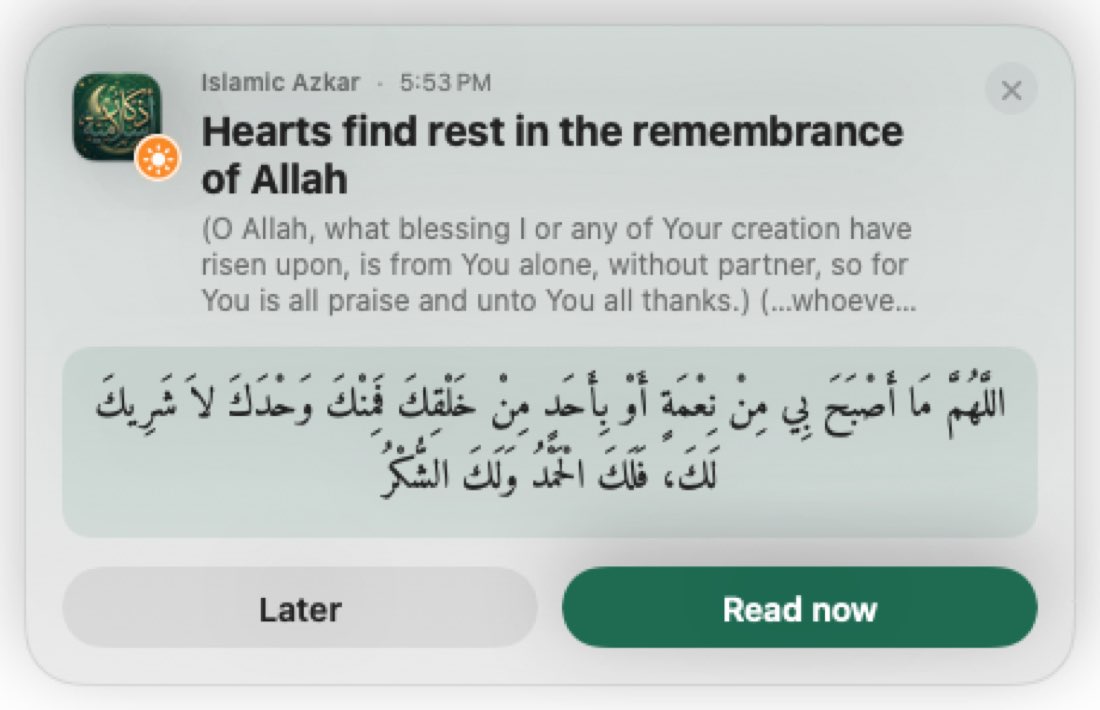 Islamic Azkar · 5:53 PM
Hearts find rest in the remembrance
of Allah
(O Allah, what blessing I or any of Your creation have
risen upon, is from You alone, without partner, so for
You is all praise and unto You all thanks.) (...whoeve...
اللَّهُمَّ مَا أَصْبَحَ بِي مِنْ نِعْمَةٍ أَوْ بِأَحَدٍ مِنْ خَلْقِكَ فَمِنْكَ وَحْدَكَ لاَ شَرِيكَ
لَكَ، فَلَكَ الْحَمْدُ وَلَكَ الشُّكْرُ
Later
Read now